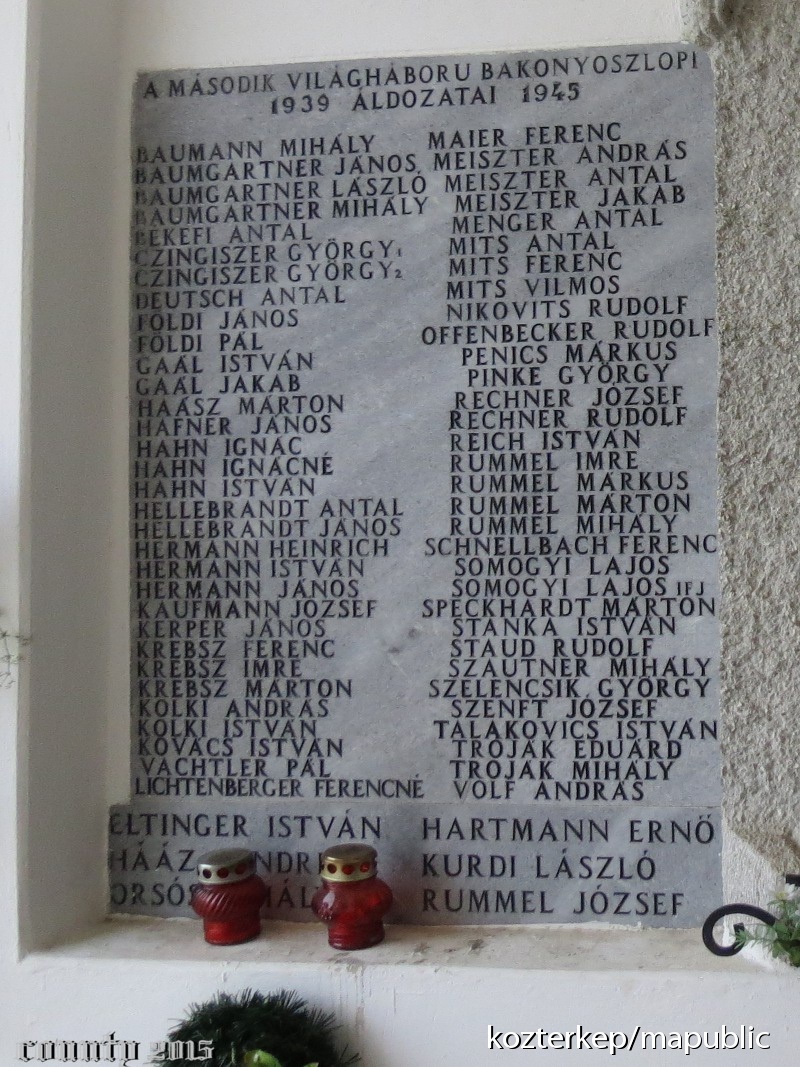 A MÁSODIK VILÁGHÁBORU BAKONYOSZLOPI
1939 ÁLDOZATAI 1945
BAUMANN MIHÁLY
BAUMGARTNER JÁNOS
BAUMGARTNER LÁSZLÓ
BAUMGARTNER MIHÁLY
BEKEFI ANTAL
CZINGISZER GYÖRGY1
CZINGISZER GYÖRGY2
DEUTSCH ANTAL
FÖLDI JÁNOS
FÖLDI PÁL
GAÁL ISTVÁN
GAÁL JAKAB
HAÁSZ MÁRTON
HAFNER JÁNOS
HAHN IGNÁC
HAHN IGNÁCNÉ
HAHN ISTVÁN
HELLEBRANDT ANTAL
HELLEBRANDT JÁNOS
HERMANN HEINRICH
HERMANN ISTVÁN
HERMANN JÁNOS
KAUFMANN JÓZSEF
KERPER JÁNOS
KREBSZ FERENC
KREBSZ IMRE
KREBSZ MÁRTON
KÖLKI ANDRÁS
KÖLKI ISTVÁN
KOVÁCS ISTVÁN
VACHTLER PÁL
LICHTENBERGER FERENCNÉ
MAIER FERENC
MEISZTER ANDRÁS
MEISZTER ANTAL
MEISZTER JAKAB
MENGER ANTAL
MITS ANTAL
MITS FERENC
MITS VILMOS
NIKOVITS RUDOLF
OFFENBECKER RUDOLF
PENICS MÁRKUS
PINKE GYÖRGY
RECHNER JÓZSEF
RECHNER RUDOLF
REICH ISTVÁN
RUMMEL IMRE
RUMMEL MÁRKUS
RUMMEL MÁRTON
RUMMEL MIHÁLY
SCHNELLBACH FERENC
SOMOGYI LAJOS
SOMOGYI LAJOS IFJ
SPECKHARDT MÁRTON
STANKA ISTVÁN
STAUD RUDOLF
SZAUTNER MIHÁLY
SZELENCSIK GYÖRGY
SZENFT JÓZSEF
TALAKOVICS ISTVÁN
TROJÁK EDUÁRD
TROJÁK MIHÁLY
VOLF ANDRÁS
ELTINGER ISTVÁN
HÁÁZ
ORSÓS
HARTMANN ERNŐ
KURDI LÁSZLÓ
RUMMEL JÓZSEF
county 2015
kozterkep/mapublic